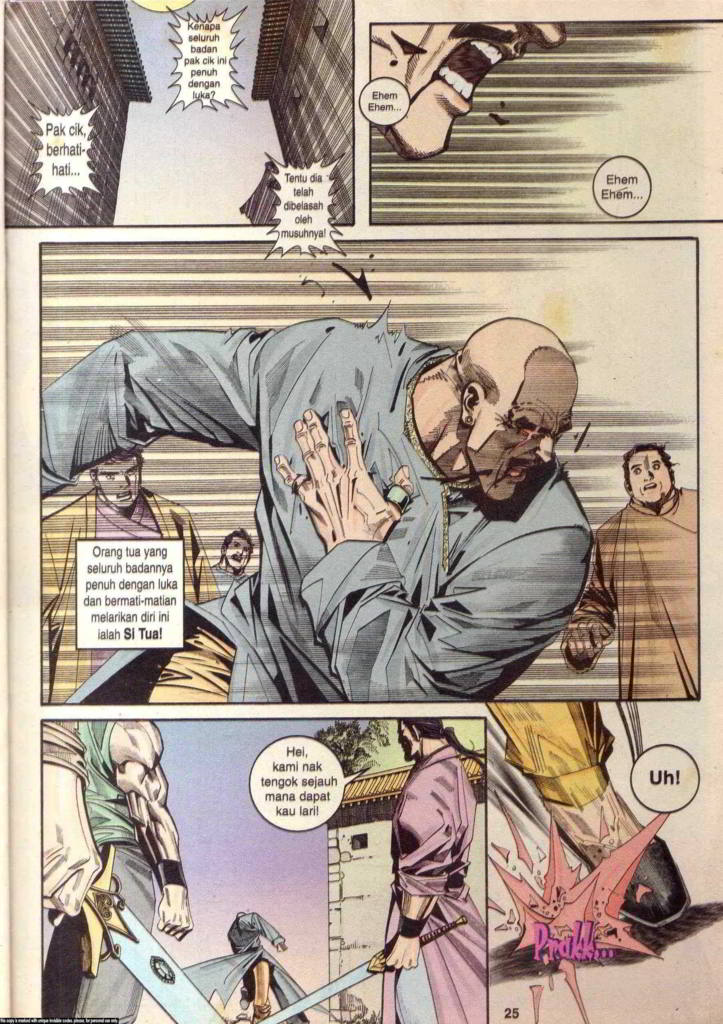 Kenapa
seluruh
badan
pak cik ini
penuh
dengan
luka?
Pak cik,
berhati-
hati...
Tentu dia
telah
dibelasah
oleh
musuhnya!
Ehem
Ehem...
Ehem
Ehem...
Orang tua yang
seluruh badannya
penuh dengan luka
dan bermati-matian
melarikan diri ini
ialah Si Tua!
Hei,
kami nak
tengok sejauh
mana dapat
kau lari!
Uh!
Prakk...
25